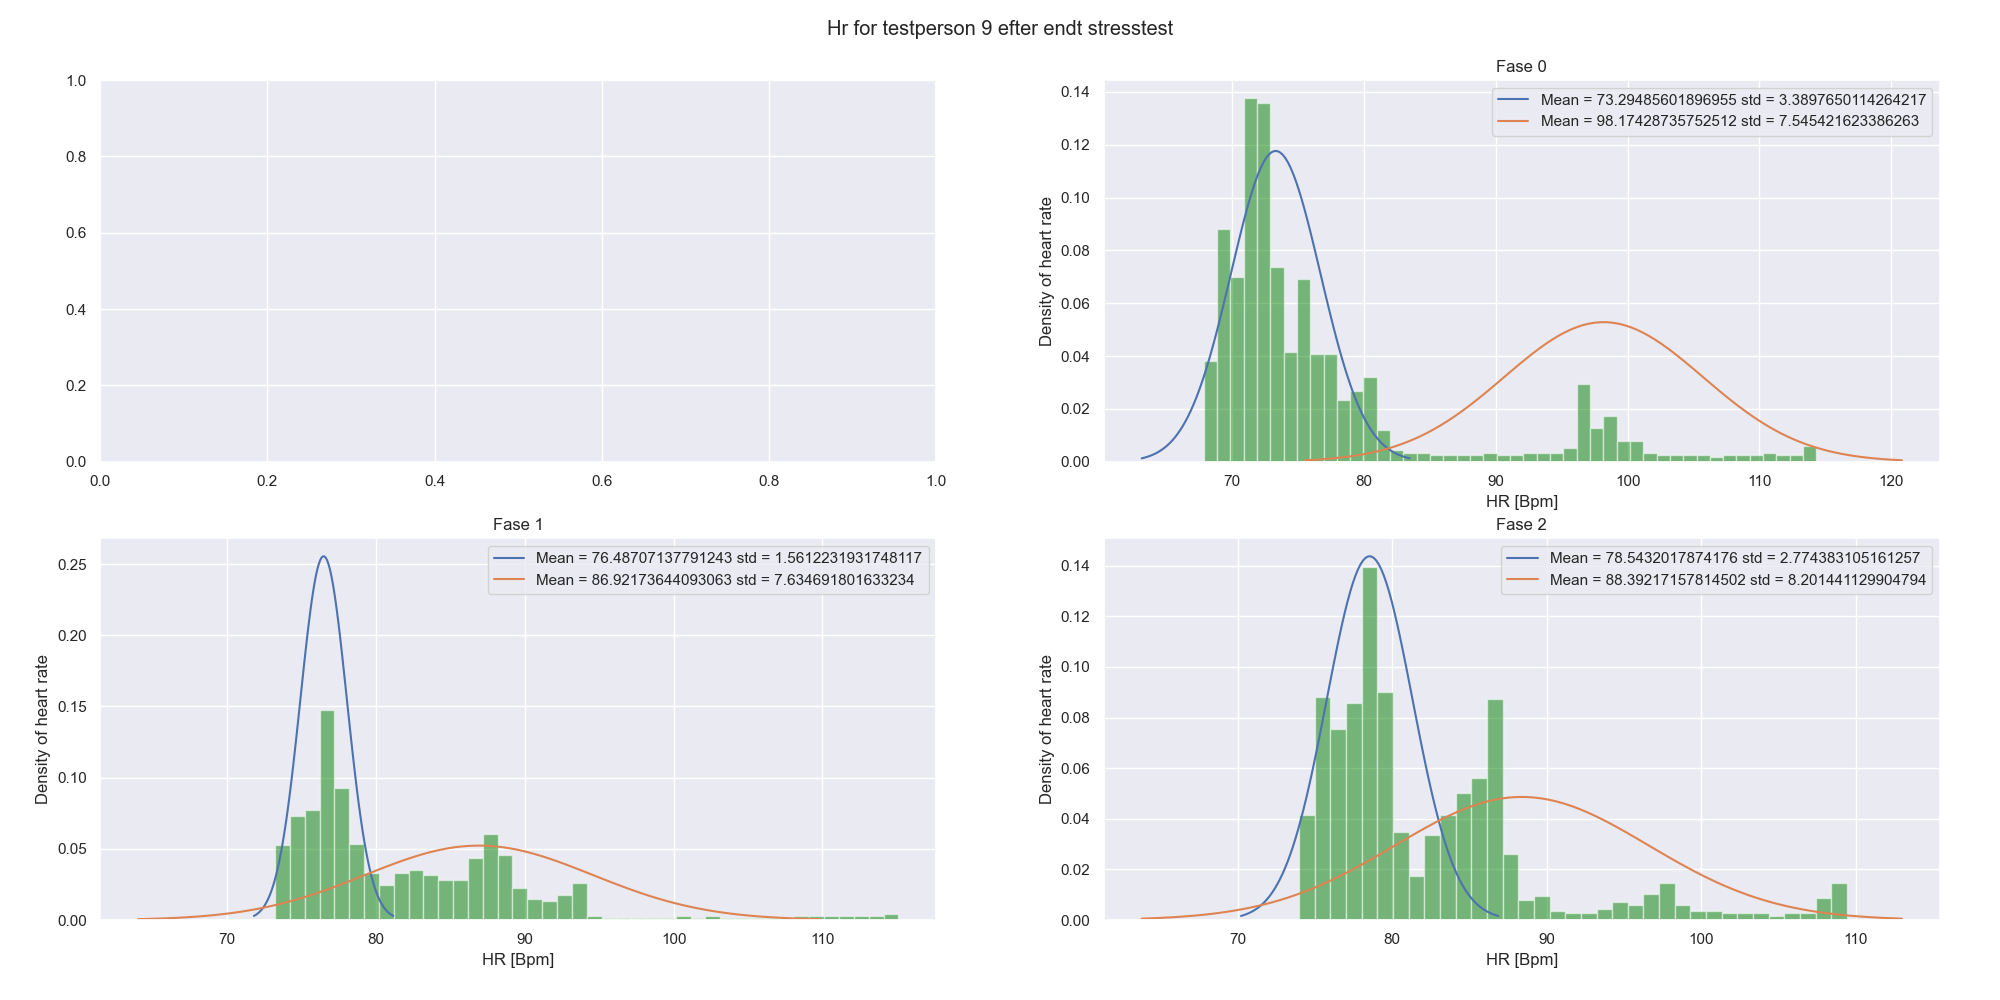 Hr for testperson 9 efter endt stresstest
1.0
0.8
0.6
0.4
0.2
0.0
0.0 0.2 0.4 0.6 0.8 1.0
Fase 0
Mean = 73.29485601896955 std = 3.3897650114264217
Mean = 98.17428735752512 std = 7.545421623386263
Density of heart rate
0.14
0.12
0.10
0.08
0.06
0.04
0.02
0.00
70 80 90 100 110 120
HR [Bpm]
Fase 1
Mean = 76.48707137791243 std = 1.5612231931748117
Mean = 86.92173644093063 std = 7.634691801633234
Density of heart rate
0.25
0.20
0.15
0.10
0.05
0.00
70 80 90 100 110
HR [Bpm]
Fase 2
Mean = 78.5432017874176 std = 2.774383105161257
Mean = 88.39217157814502 std = 8.201441129904794
Density of heart rate
0.14
0.12
0.10
0.08
0.06
0.04
0.02
0.00
70 80 90 100 110
HR [Bpm]